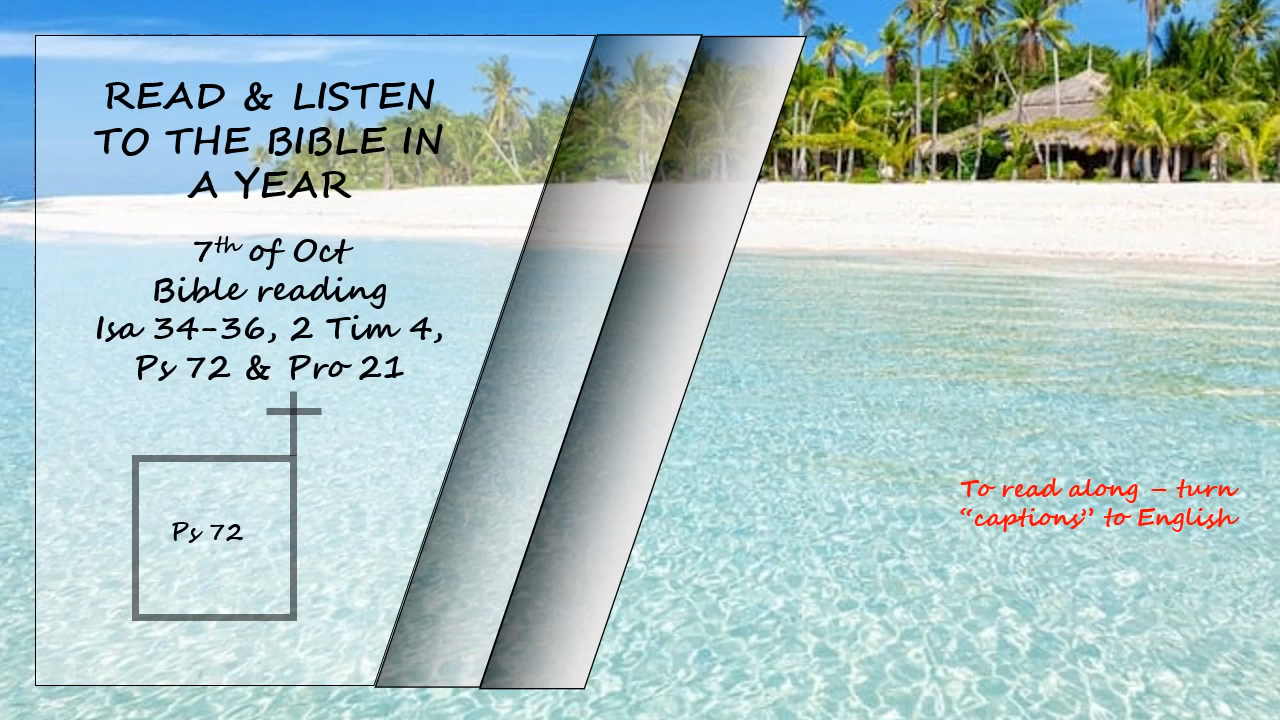 READ & LISTEN
TO THE BIBLE IN
A YEAR
7th of Oct
Bible reading
Isa 34-36, 2 Tim 4,
Ps 72 & Pro 21
Ps 72
To read along – turn
“captions” to English